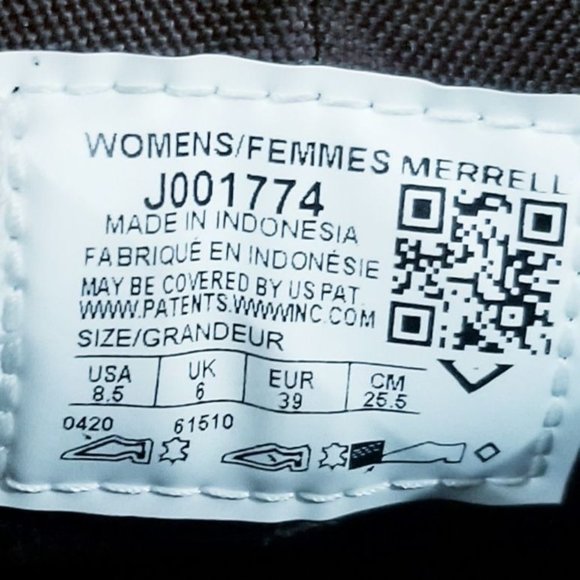 WOMENS/FEMMES MERRELL
J001774
MADE IN INDONESIA
FABRIQUÉ EN INDONÉSIE
MAY BE COVERED BY US PAT.
WWW.PATENTS.WWWINC.COM
SIZE/GRANDEUR
USA UK EUR CM
8.5 6 39 25.5
0420 61510